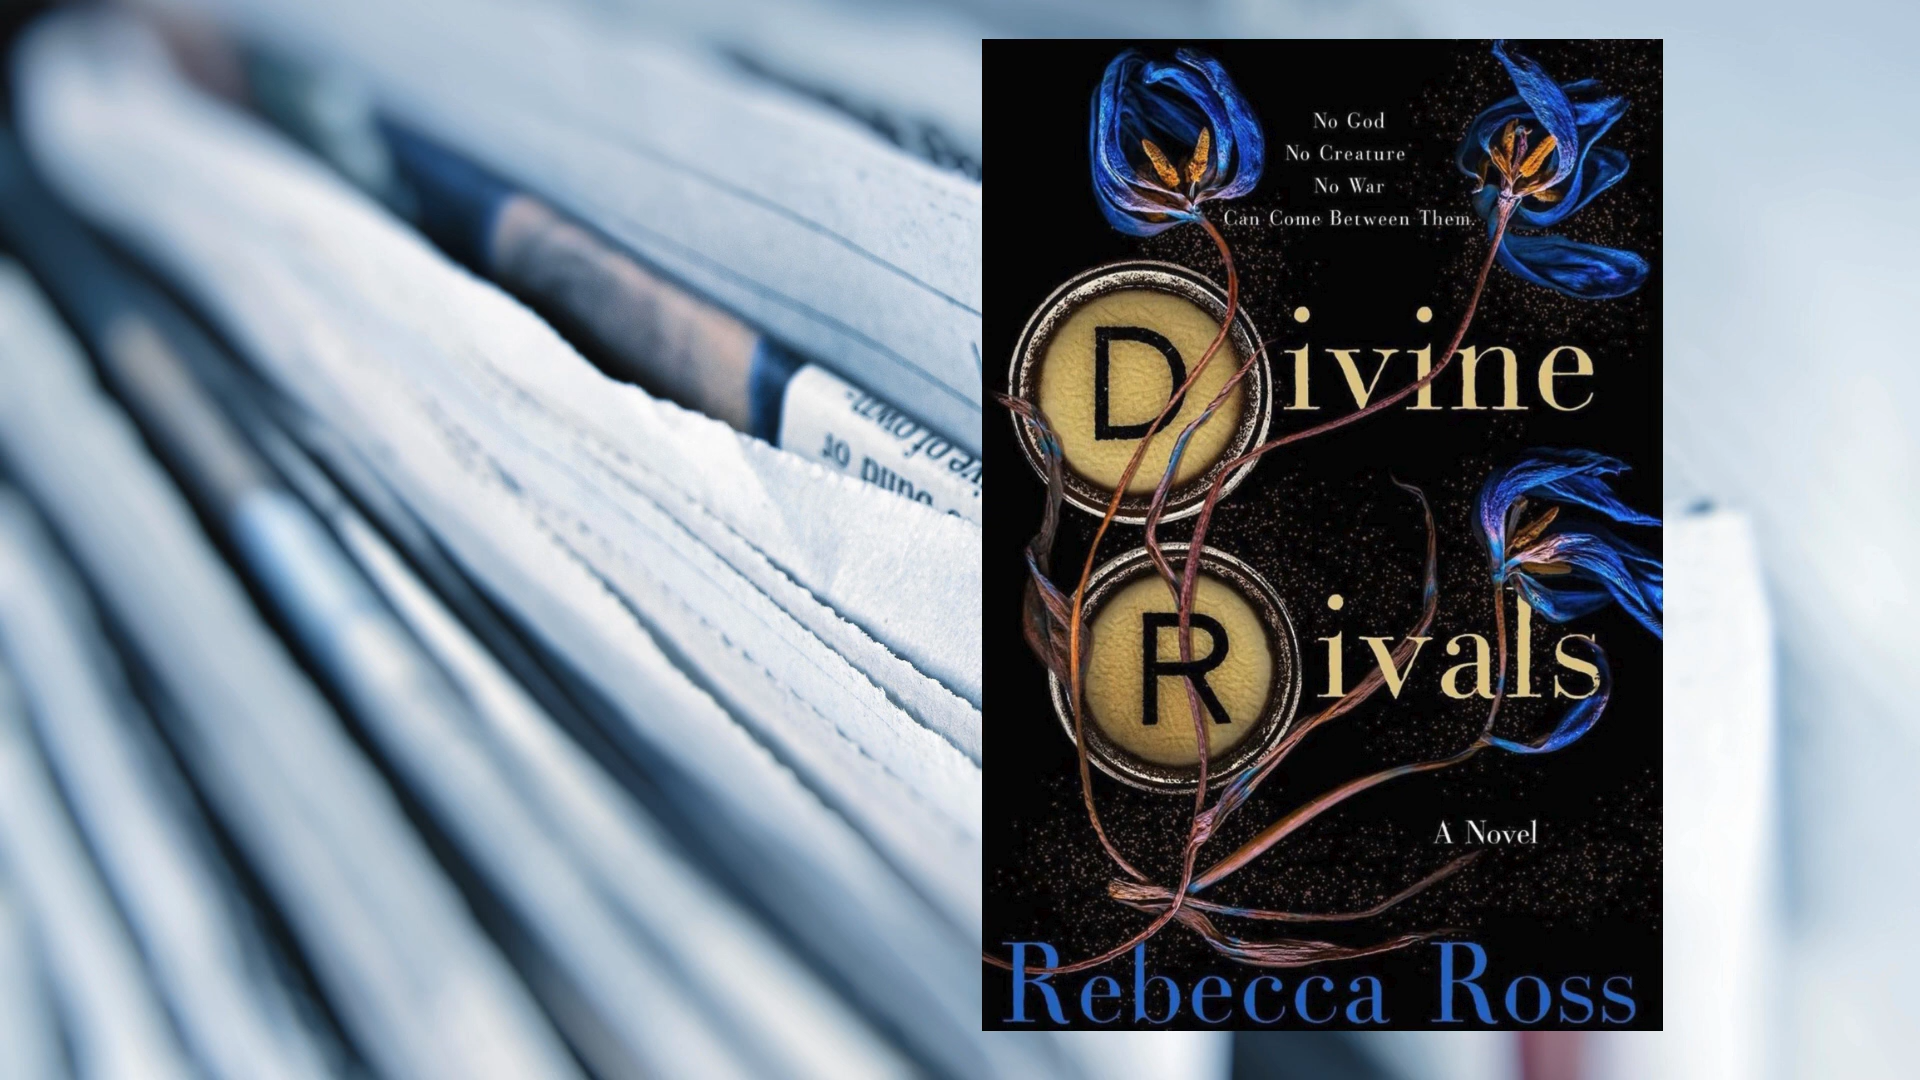 No God
No Creature
No War
Can Come Between Them
Divine
Rivals
A Novel
Rebecca Ross